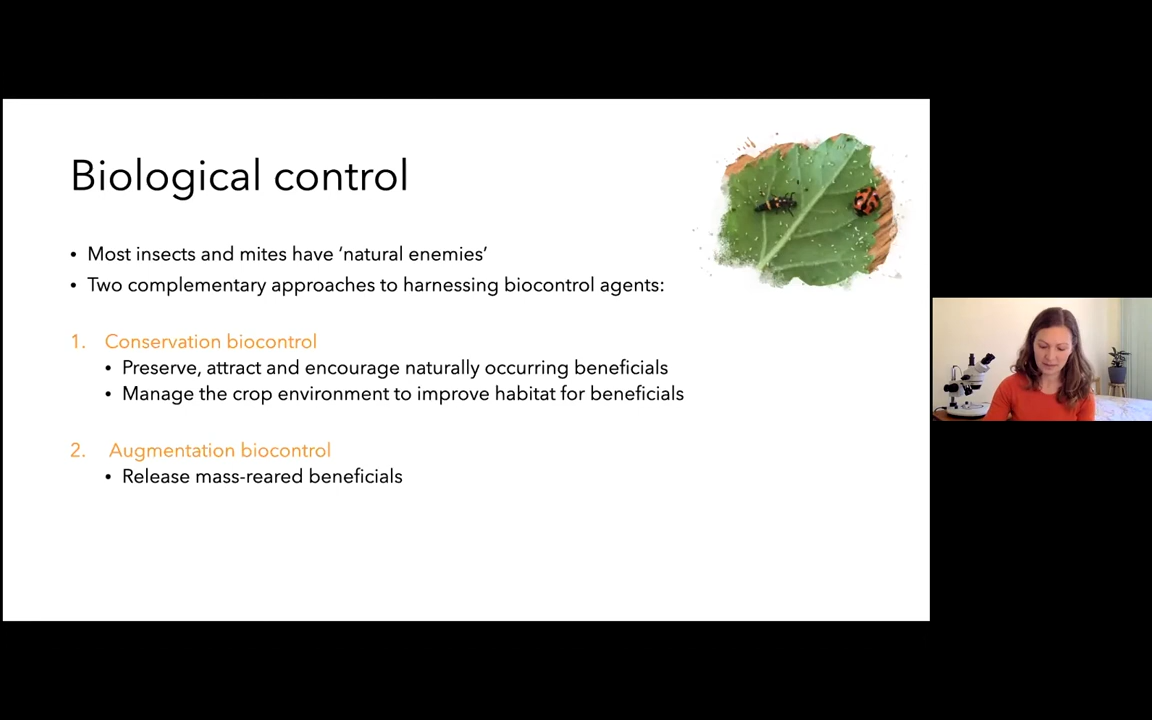 Biological control
• Most insects and mites have ‘natural enemies’
• Two complementary approaches to harnessing biocontrol agents:
1. Conservation biocontrol
• Preserve, attract and encourage naturally occurring beneficials
• Manage the crop environment to improve habitat for beneficials
2. Augmentation biocontrol
• Release mass-reared beneficials